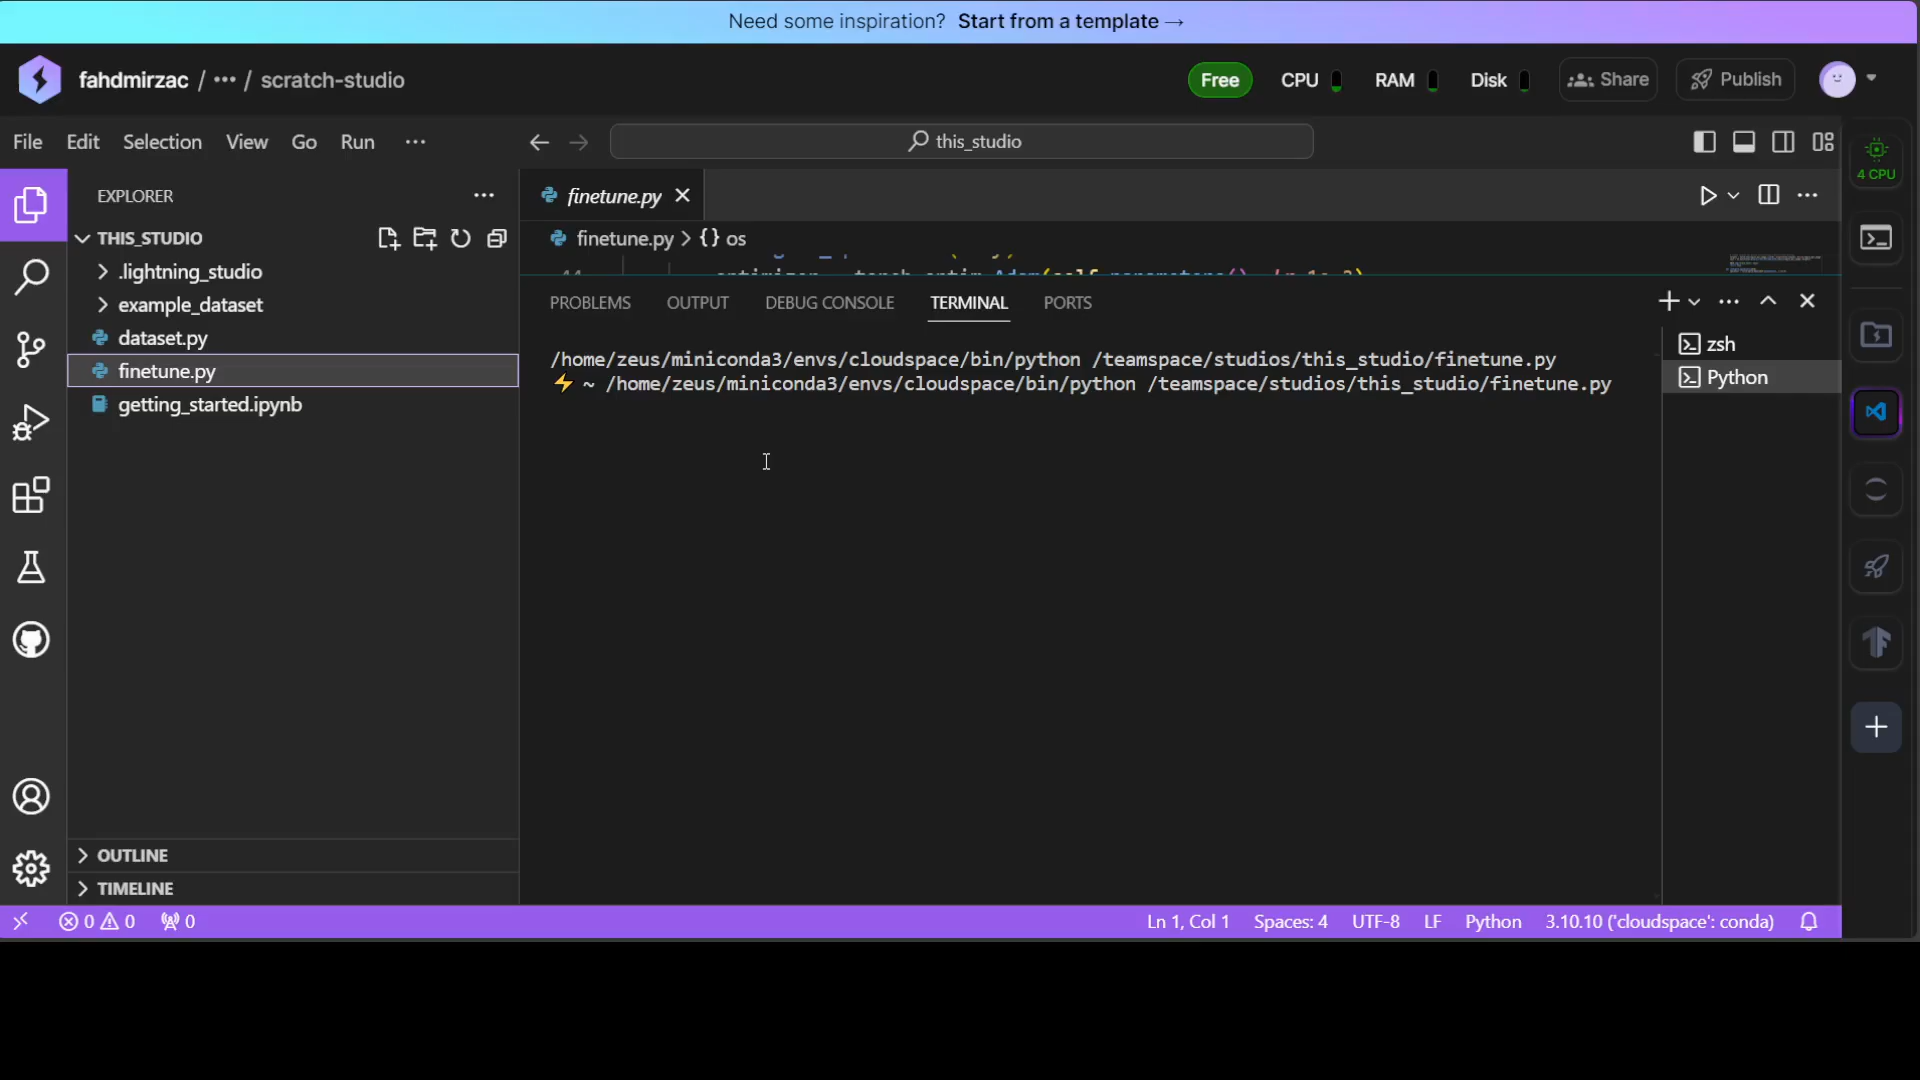 Need some inspiration? Start from a template →
fahdmirzac / ··· / scratch-studio
Free CPU RAM Disk Share Publish
File Edit Selection View Go Run ···
this_studio
4 CPU
EXPLORER
THIS_STUDIO
.lightning_studio
example_dataset
dataset.py
finetune.py
getting_started.ipynb
OUTLINE
TIMELINE
finetune.py
finetune.py > {} os
PROBLEMS OUTPUT DEBUG CONSOLE TERMINAL PORTS
/home/zeus/miniconda3/envs/cloudspace/bin/python /teamspace/studios/this_studio/finetune.py
⚡ ~ /home/zeus/miniconda3/envs/cloudspace/bin/python /teamspace/studios/this_studio/finetune.py
zsh
Python
0 0 0
Ln 1, Col 1 Spaces: 4 UTF-8 LF Python 3.10.10 ('cloudspace': conda)